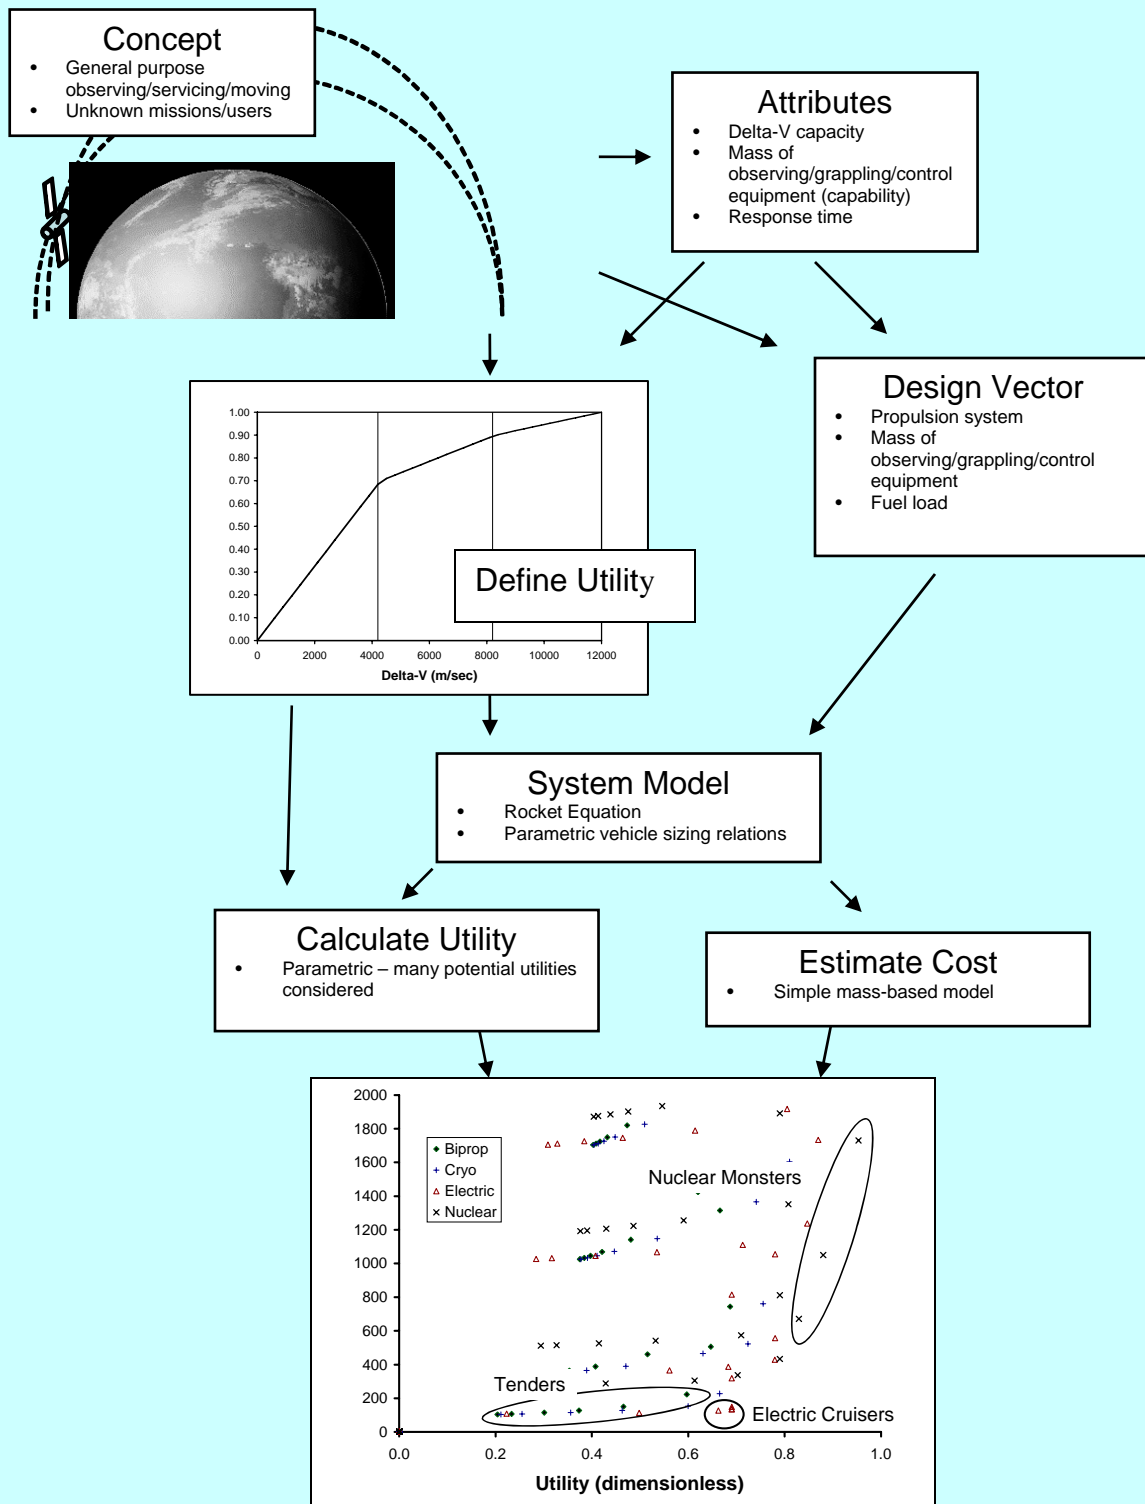 Concept
• General purpose
observing/servicing/moving
• Unknown missions/users
Attributes
• Delta-V capacity
• Mass of
observing/grappling/control
equipment (capability)
• Response time
Design Vector
• Propulsion system
• Mass of
observing/grappling/control
equipment
• Fuel load
1.00
0.90
0.80
0.70
0.60
0.50
0.40
0.30
0.20
0.10
0.00
0 2000 4000 6000 8000 10000 12000
Delta-V (m/sec)
Define Utility
System Model
• Rocket Equation
• Parametric vehicle sizing relations
Calculate Utility
• Parametric – many potential utilities
considered
Estimate Cost
• Simple mass-based model
2000
1800
1600
1400
1200
1000
800
600
400
200
0
Biprop
Cryo
Electric
Nuclear
Nuclear Monsters
Tenders
Electric Cruisers
0.0 0.2 0.4 0.6 0.8 1.0
Utility (dimensionless)